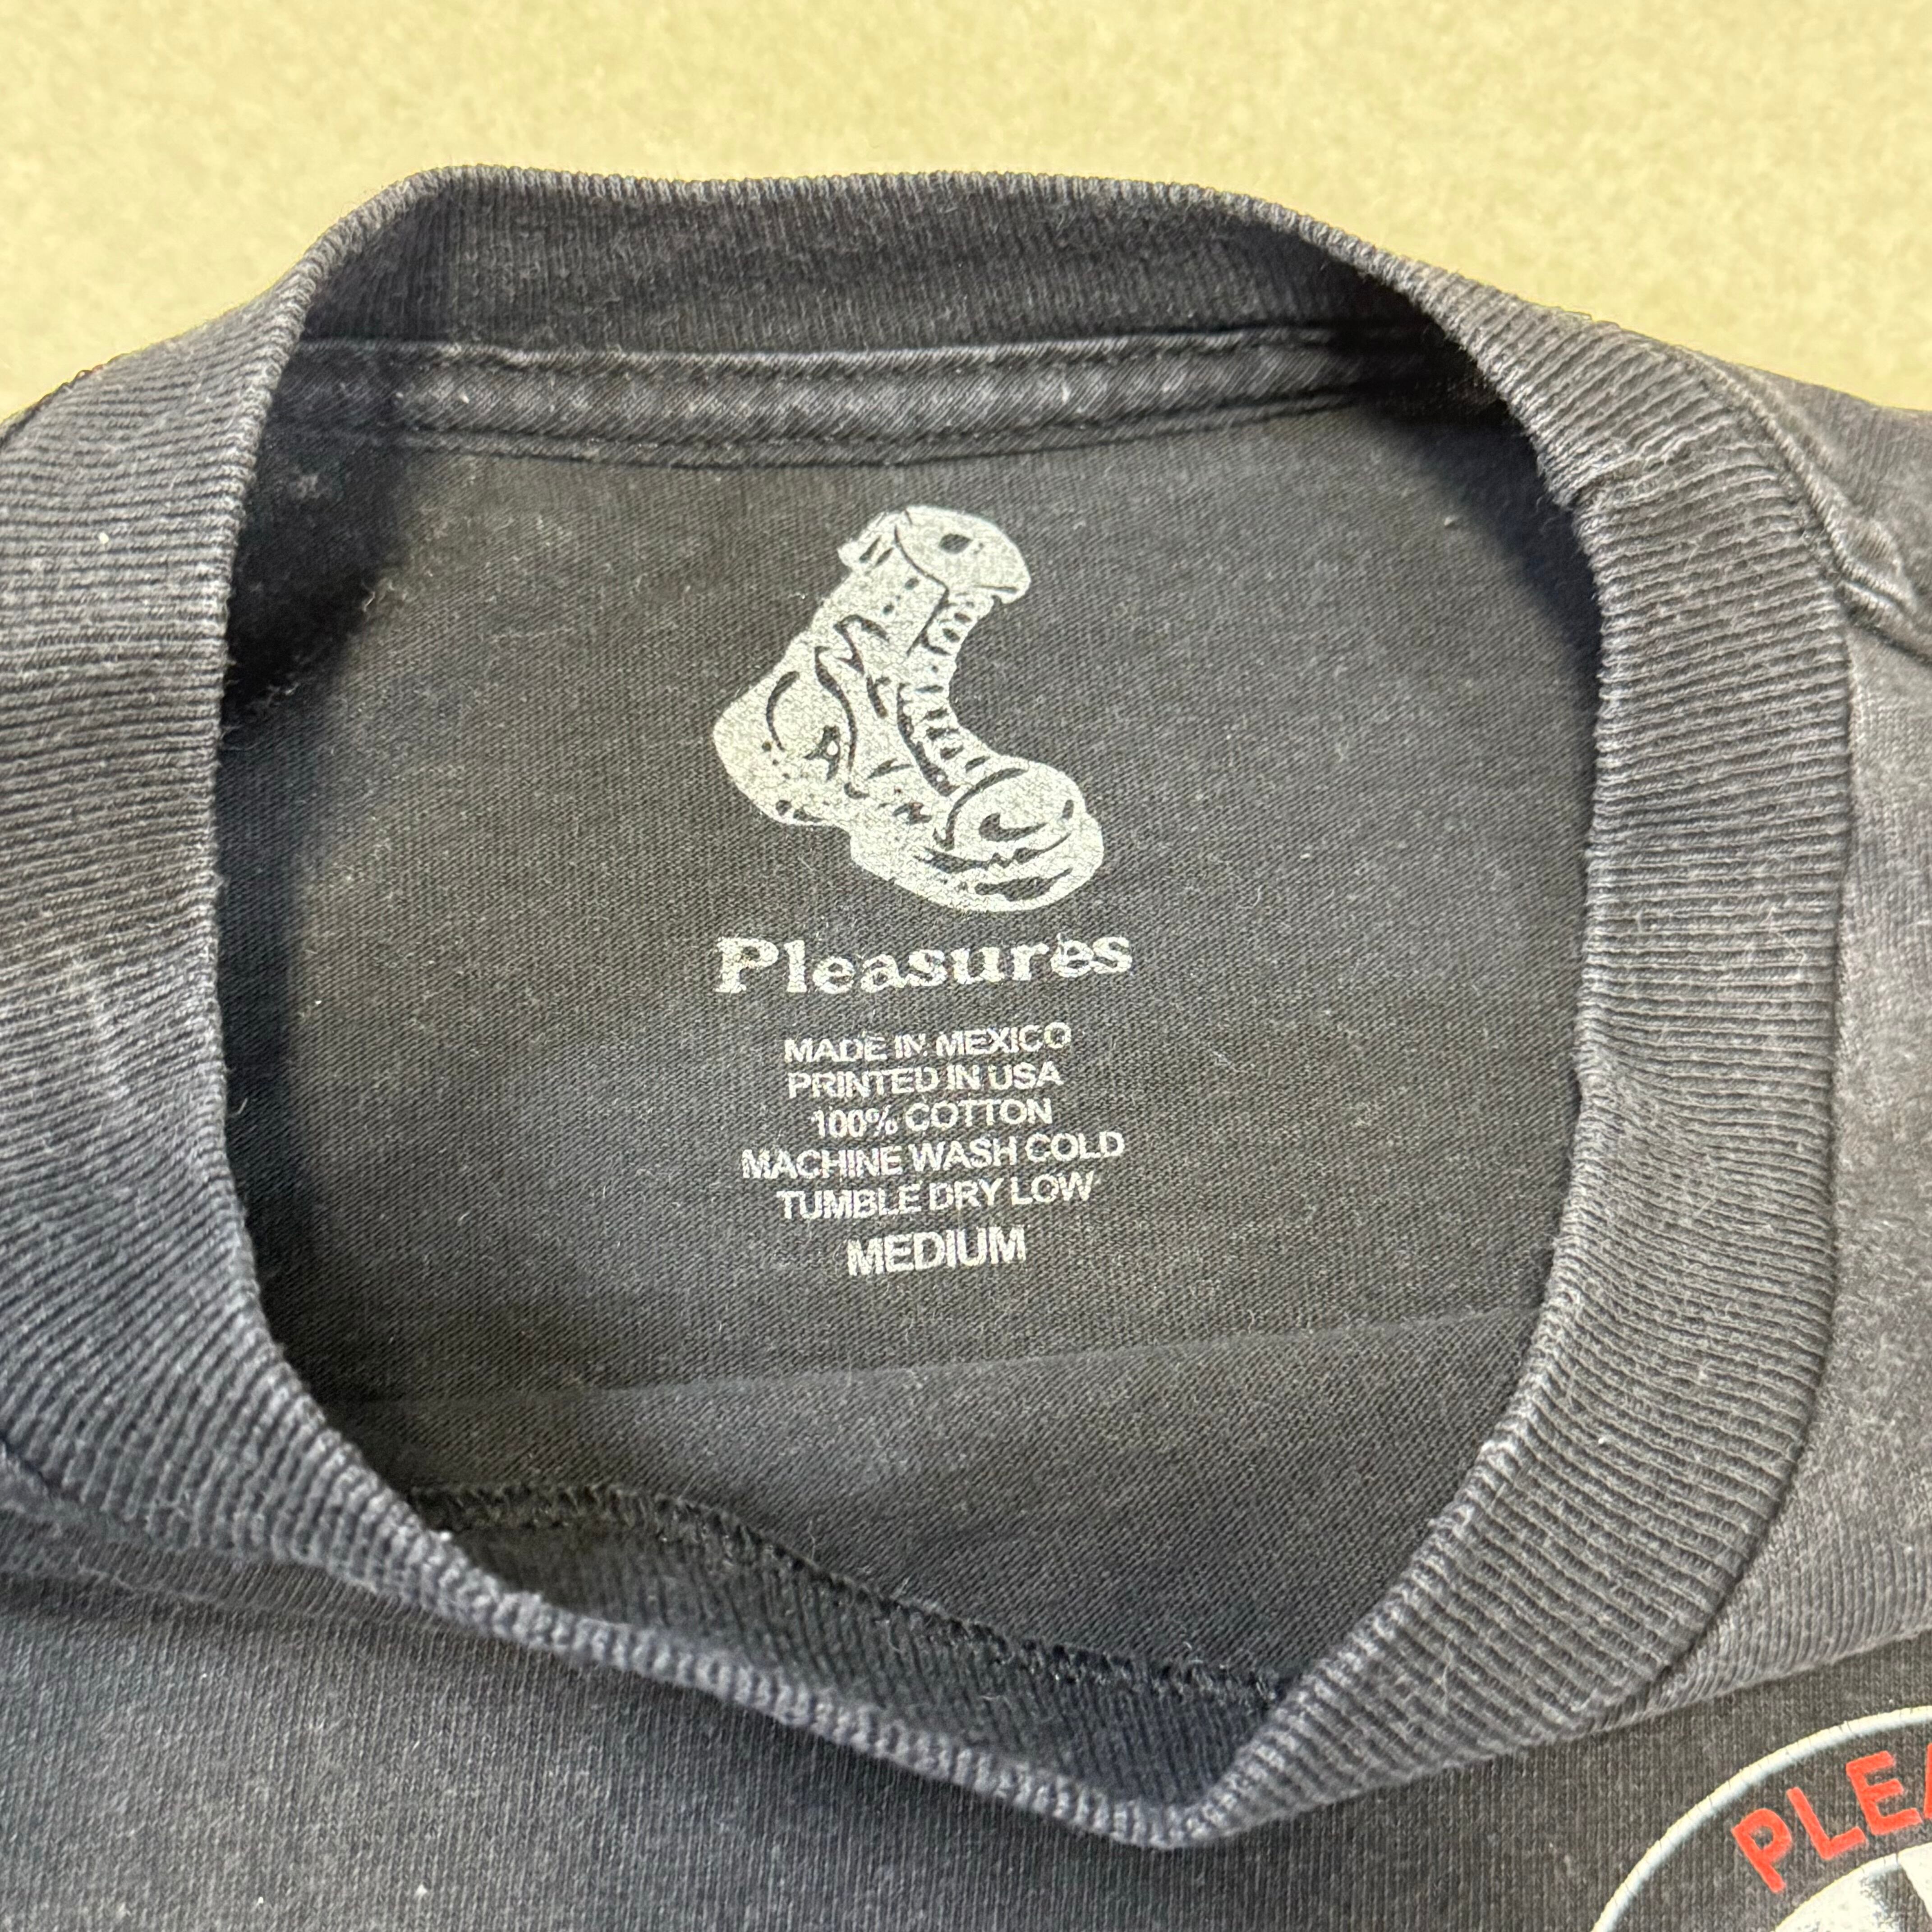 Pleasures
MADE IN MEXICO
PRINTED IN USA
100% COTTON
MACHINE WASH COLD
TUMBLE DRY LOW
MEDIUM
PLEA